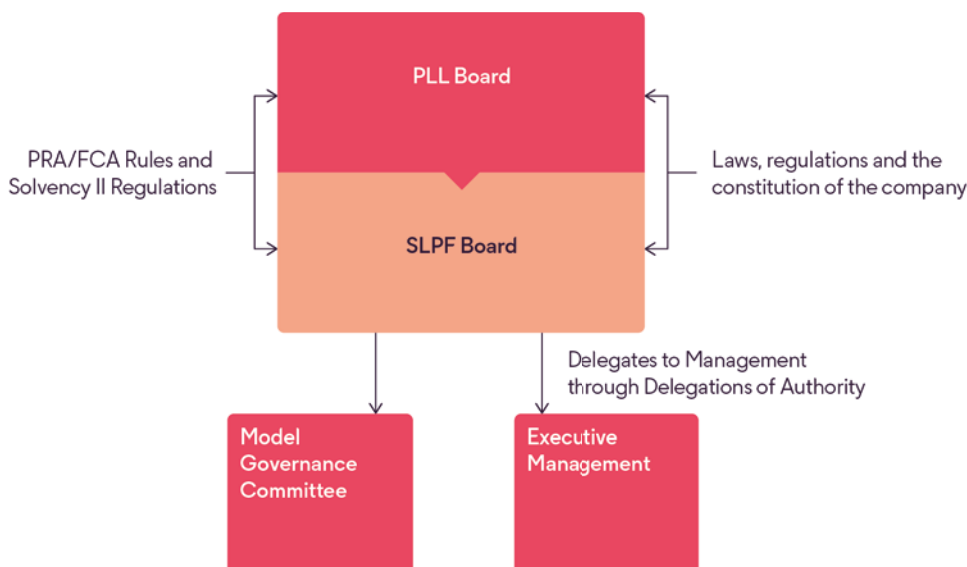 PLL Board
PRA/FCA Rules and
Solvency II Regulations
Laws, regulations and the
constitution of the company
SLPF Board
Delegates to Management
through Delegations of Authority
Model
Governance
Committee
Executive
Management